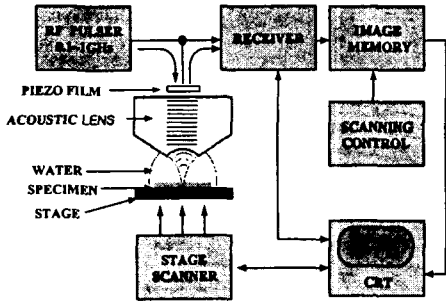 RF PULSER
0.1-1GHz
RECEIVER
IMAGE
MEMORY
PIEZO FILM
ACOUSTIC LENS
SCANNING
CONTROL
WATER
SPECIMEN
STAGE
STAGE
SCANNER
CRT